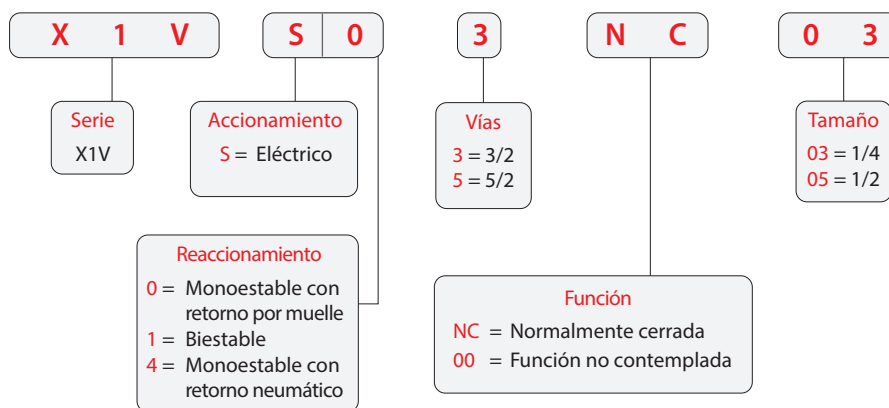 X 1 V S 0 3 N C 0 3
Serie
X1V
Accionamiento
S = Eléctrico
Vías
3 = 3/2
5 = 5/2
Tamaño
03 = 1/4
05 = 1/2
Reaccionamiento
0 = Monoestable con
retorno por muelle
1 = Biestable
4 = Monoestable con
retorno neumático
Función
NC = Normalmente cerrada
00 = Función no contemplada